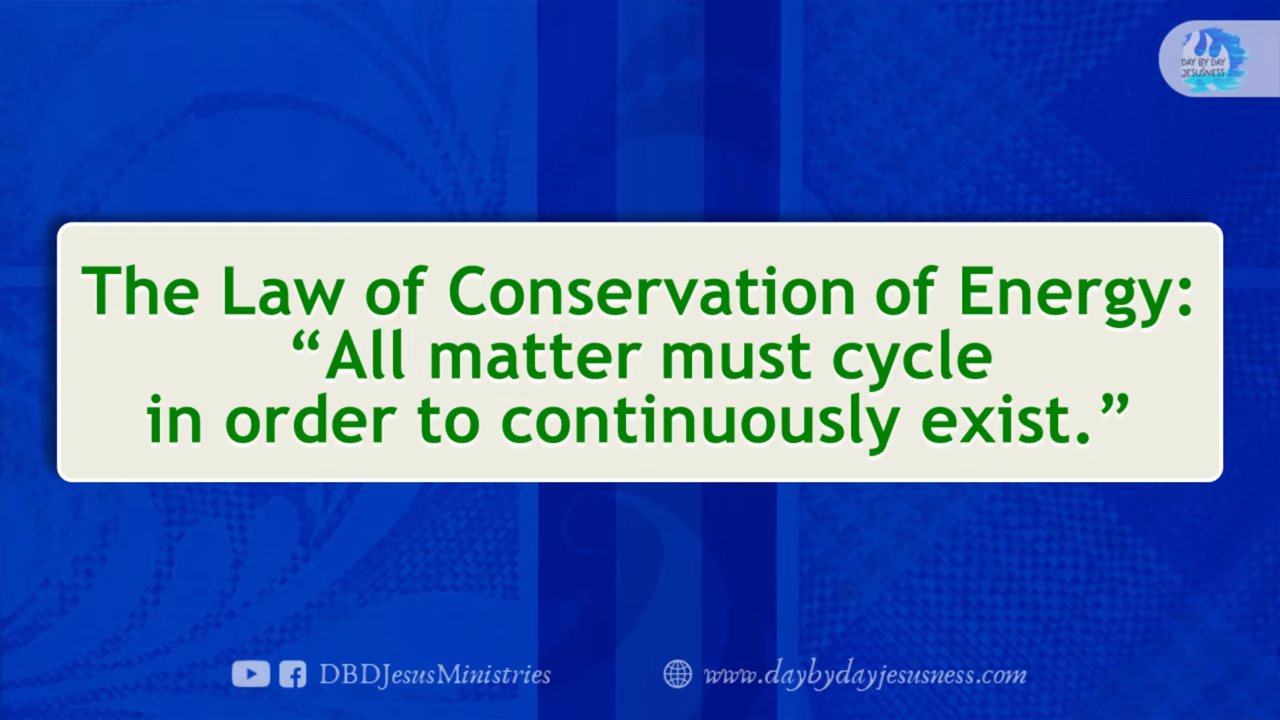 DAY BY DAY
JESUSNESS
The Law of Conservation of Energy:
“All matter must cycle
in order to continuously exist.”
DBDJesusMinistries
www.daybydayjesusness.com